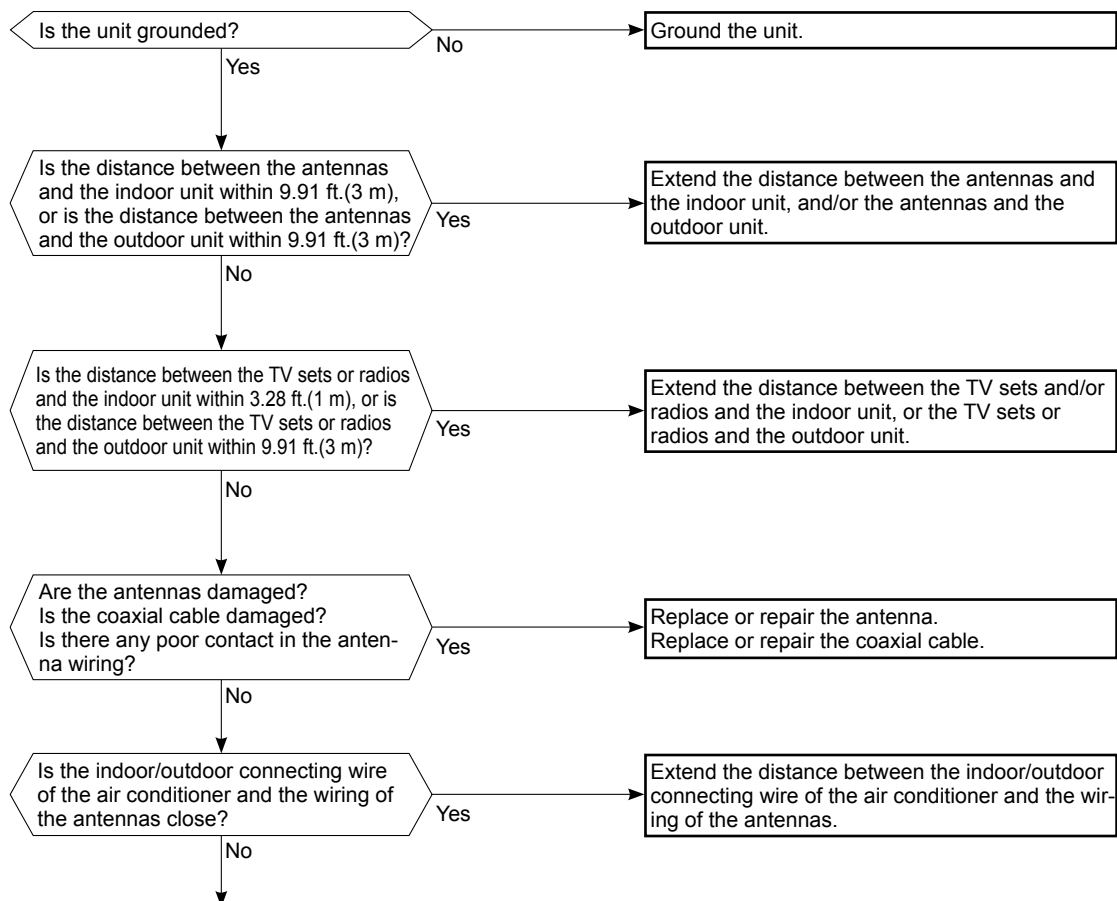 Is the unit grounded?
No
Ground the unit.
Yes
Is the distance between the antennas
and the indoor unit within 9.91 ft.(3 m),
or is the distance between the antennas
and the outdoor unit within 9.91 ft.(3 m)?
Yes
Extend the distance between the antennas and
the indoor unit, and/or the antennas and the
outdoor unit.
No
Is the distance between the TV sets or radios
and the indoor unit within 3.28 ft.(1 m), or is
the distance between the TV sets or radios
and the outdoor unit within 9.91 ft.(3 m)?
Yes
Extend the distance between the TV sets and/or
radios and the indoor unit, or the TV sets or
radios and the outdoor unit.
No
Are the antennas damaged?
Is the coaxial cable damaged?
Is there any poor contact in the anten-
na wiring?
Yes
Replace or repair the antenna.
Replace or repair the coaxial cable.
No
Is the indoor/outdoor connecting wire
of the air conditioner and the wiring of
the antennas close?
Yes
Extend the distance between the indoor/outdoor
connecting wire of the air conditioner and the wir-
ing of the antennas.
No